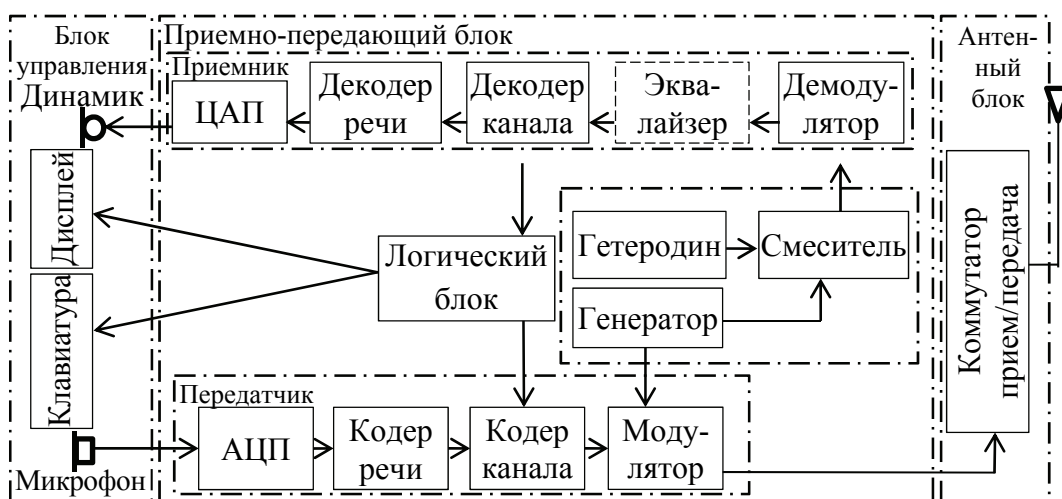 Блок
управления
Динамик
Дисплей
Клавиатура
Микрофон
Приемно-передающий блок
Приемник
ЦАП
Декодер
речи
Декодер
канала
Эква-
лайзер
Демоду-
лятор
Логический
блок
Гетеродин
Смеситель
Генератор
Передатчик
АЦП
Кодер
речи
Кодер
канала
Моду-
лятор
Антен-
ный
блок
Коммутатор
прием/передача